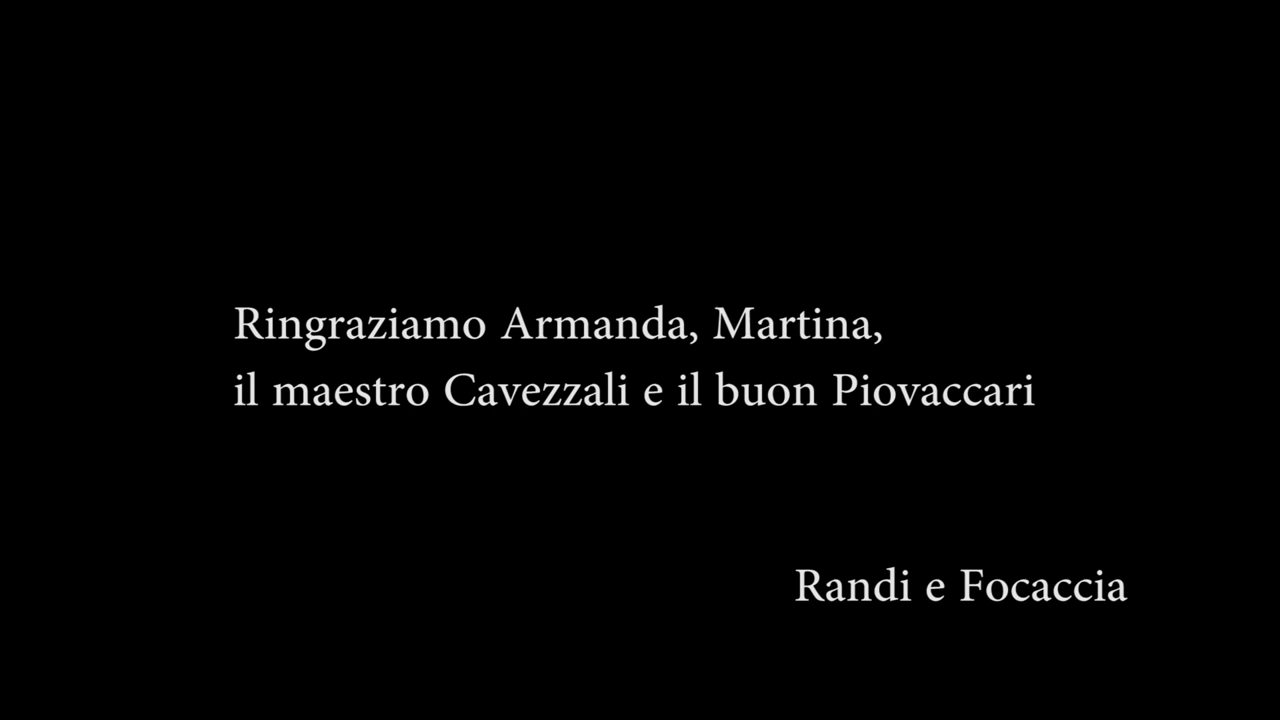 Ringraziamo Armanda, Martina,
il maestro Cavezzali e il buon Piovaccari
Randi e Focaccia